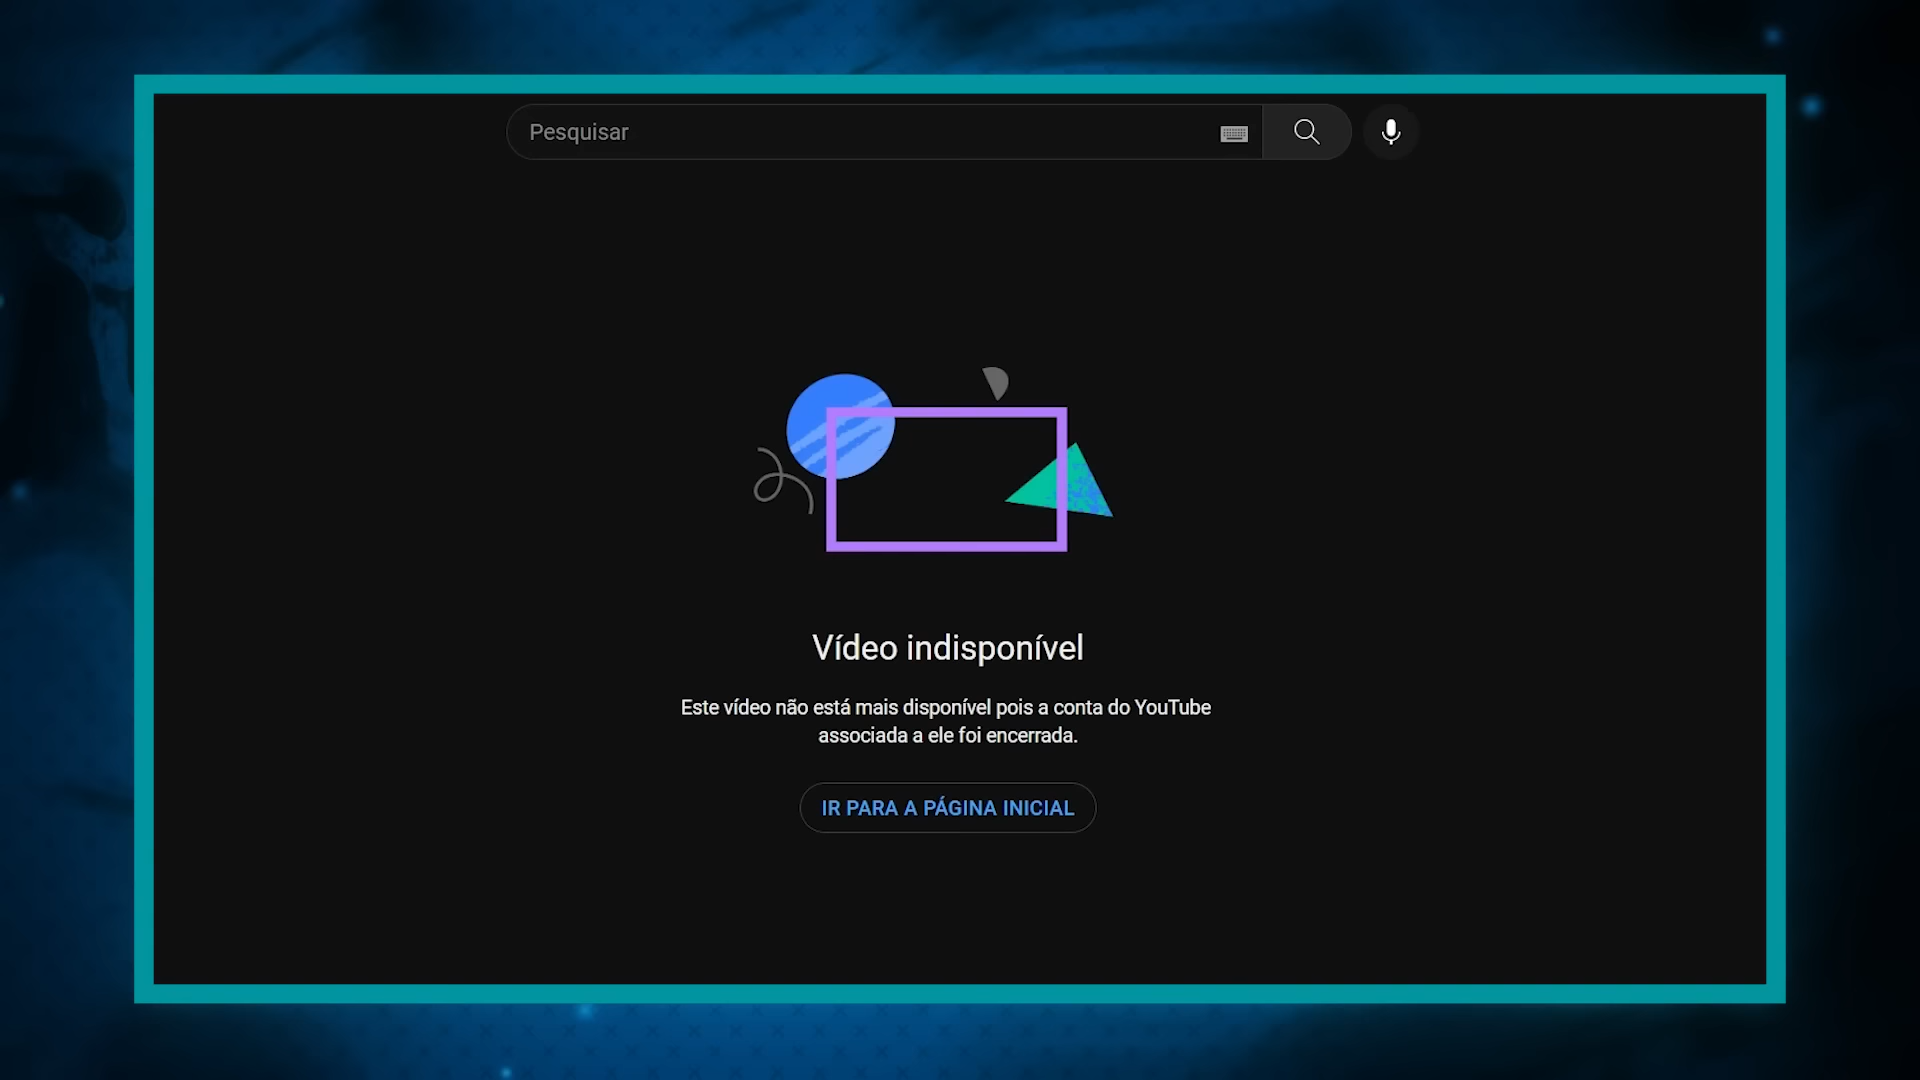 Pesquisar
Vídeo indisponível
Este vídeo não está mais disponível pois a conta do YouTube
associada a ele foi encerrada.
IR PARA A PÁGINA INICIAL